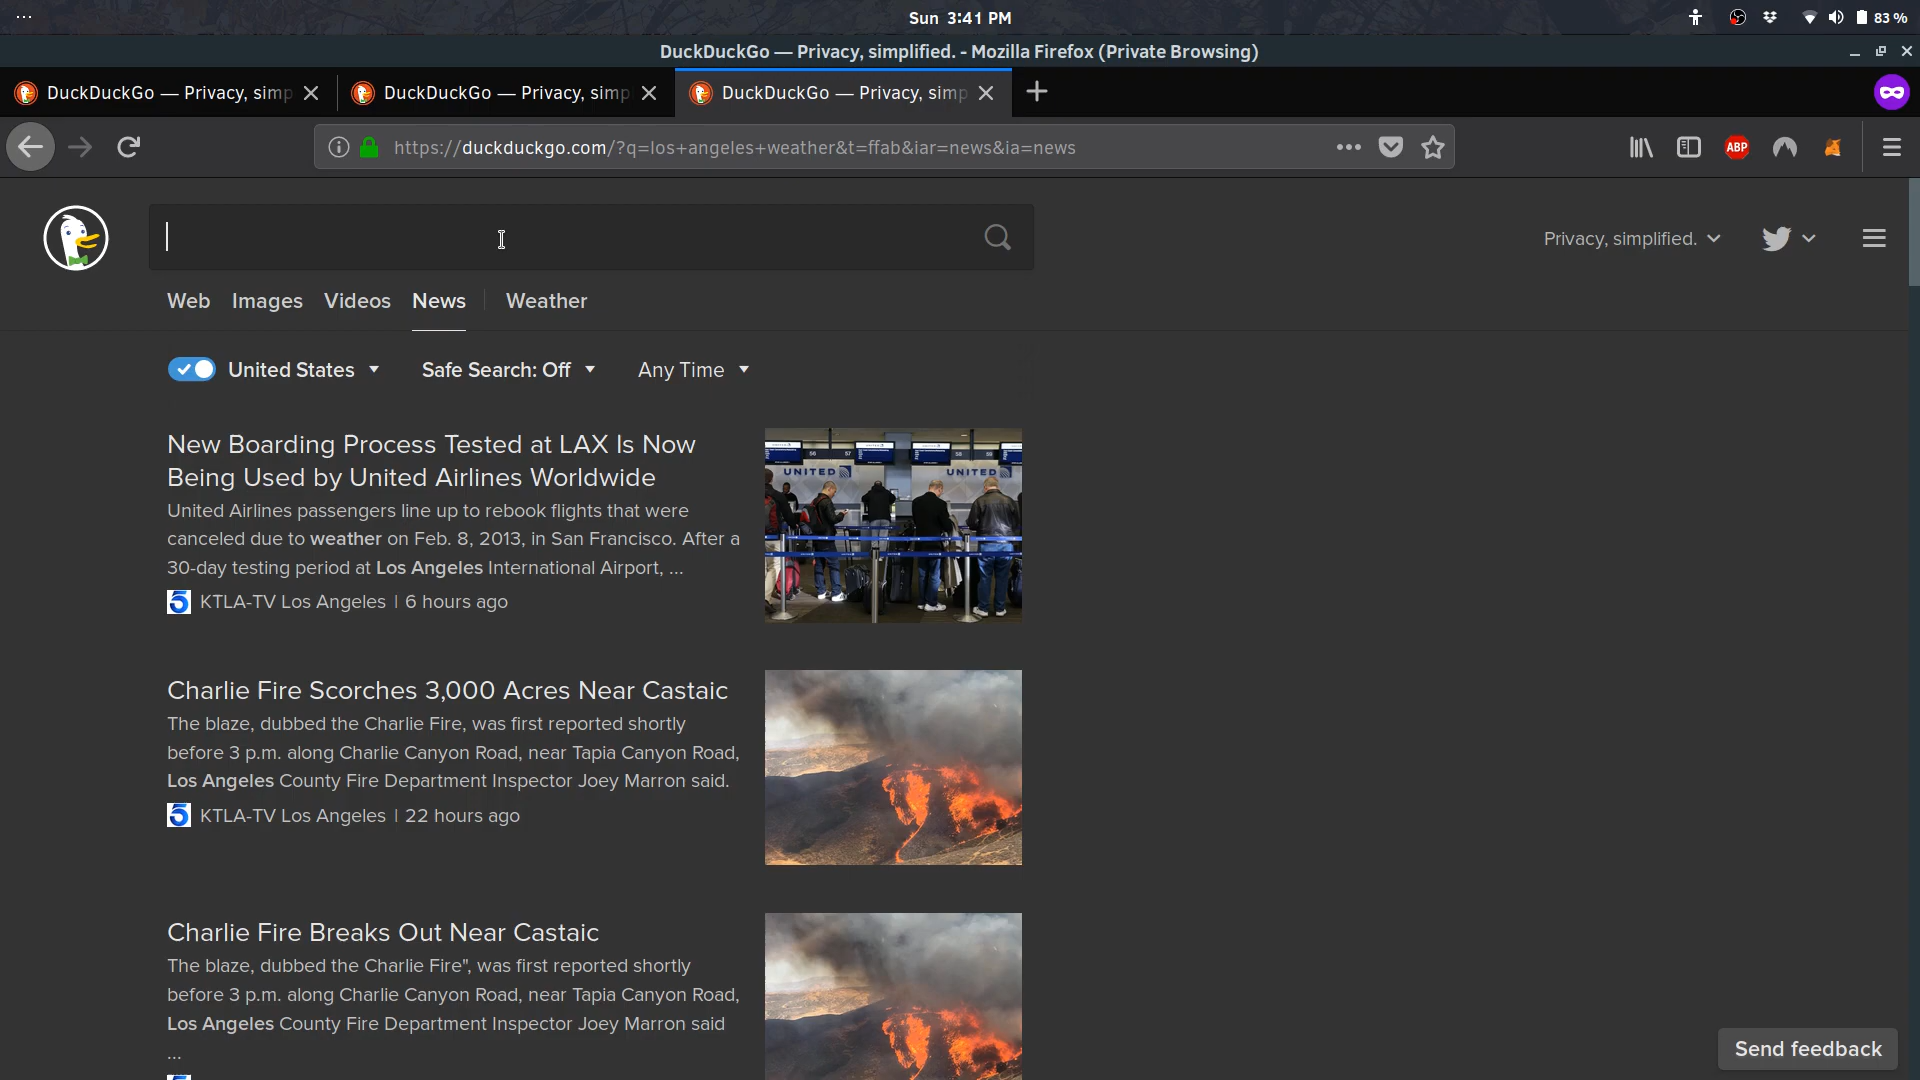 ...
Sun 3:41 PM
83 %
DuckDuckGo — Privacy, simplified. - Mozilla Firefox (Private Browsing)
DuckDuckGo — Privacy, simp
DuckDuckGo — Privacy, simp
DuckDuckGo — Privacy, simp
https://duckduckgo.com/?q=los+angeles+weather&t=ffab&iar=news&ia=news
ABP
Privacy, simplified.
Web Images Videos News Weather
United States Safe Search: Off Any Time
New Boarding Process Tested at LAX Is Now
Being Used by United Airlines Worldwide
United Airlines passengers line up to rebook flights that were
canceled due to weather on Feb. 8, 2013, in San Francisco. After a
30-day testing period at Los Angeles International Airport, ...
5 KTLA-TV Los Angeles | 6 hours ago
56 57 58 59
UNITED UNITED
Charlie Fire Scorches 3,000 Acres Near Castaic
The blaze, dubbed the Charlie Fire, was first reported shortly
before 3 p.m. along Charlie Canyon Road, near Tapia Canyon Road,
Los Angeles County Fire Department Inspector Joey Marron said.
5 KTLA-TV Los Angeles | 22 hours ago
Charlie Fire Breaks Out Near Castaic
The blaze, dubbed the Charlie Fire", was first reported shortly
before 3 p.m. along Charlie Canyon Road, near Tapia Canyon Road,
Los Angeles County Fire Department Inspector Joey Marron said
...
Send feedback